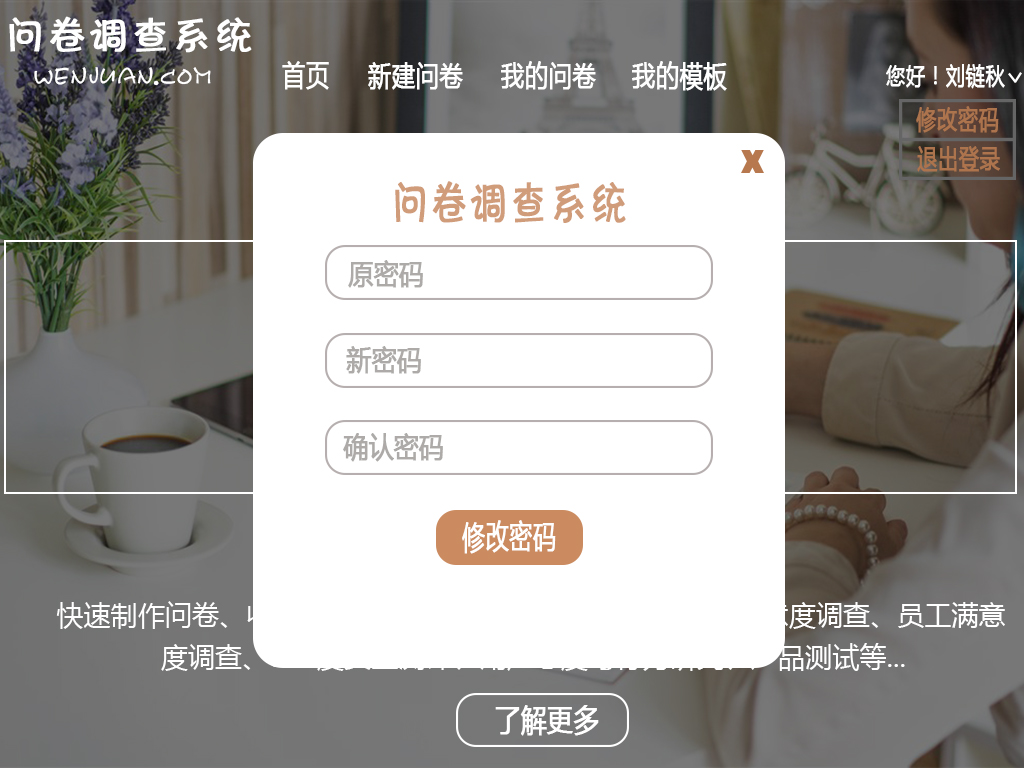 问卷调查系统
WENJUAN.COM
首页 新建问卷 我的问卷 我的模板
您好！刘链秋
修改密码
退出登录
X
问卷调查系统
原密码
新密码
确认密码
修改密码
快速制作问卷、 度调查、员工满意
度调查、 品测试等...
了解更多